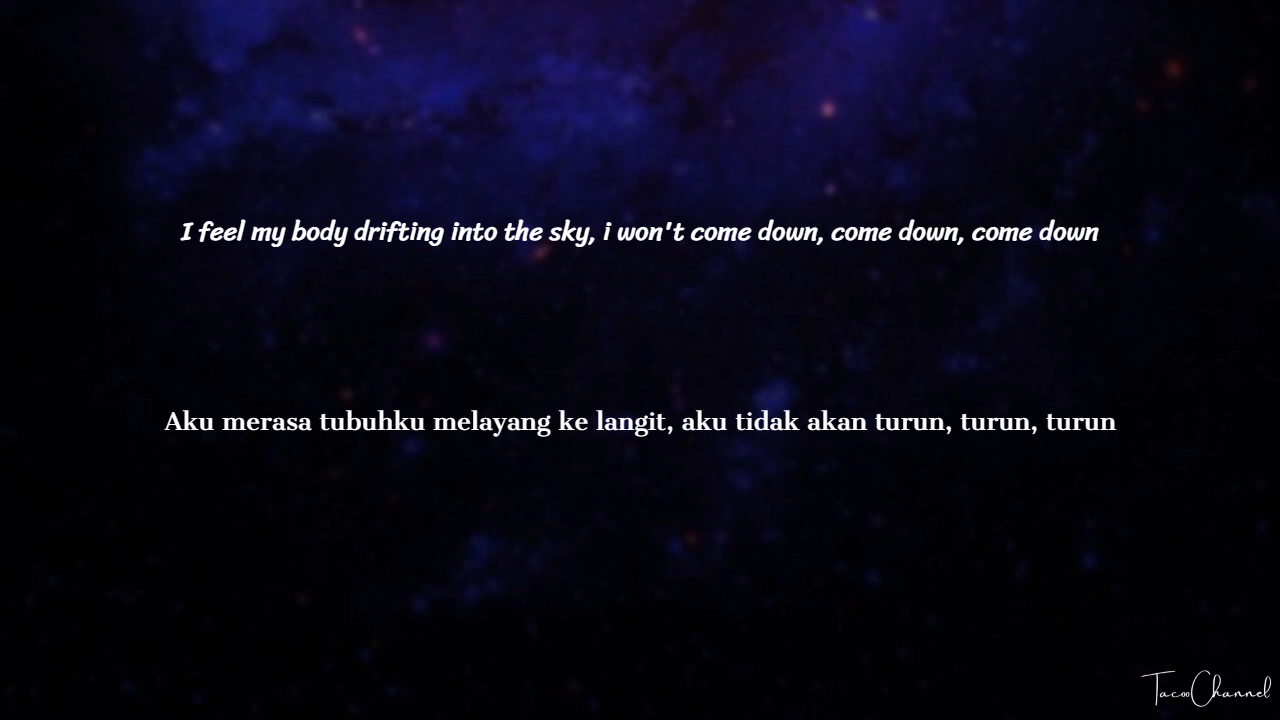 I feel my body drifting into the sky, i won't come down, come down, come down
Aku merasa tubuhku melayang ke langit, aku tidak akan turun, turun, turun
TacooChannel